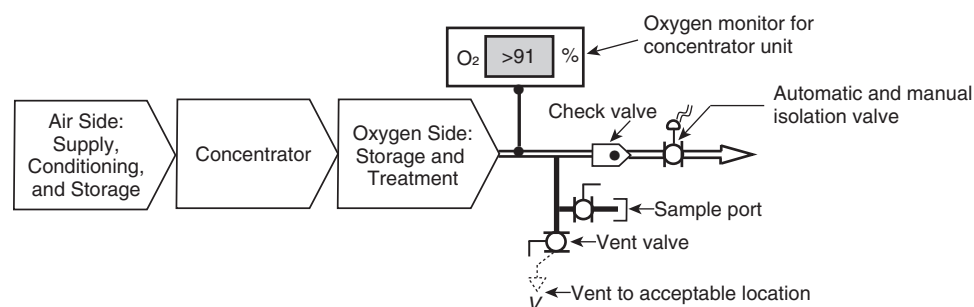 Oxygen monitor for
concentrator unit
O₂ >91 %
Air Side:
Supply,
Conditioning,
and Storage
Concentrator
Oxygen Side:
Storage and
Treatment
Check valve
Automatic and manual
isolation valve
Sample port
Vent valve
V
Vent to acceptable location